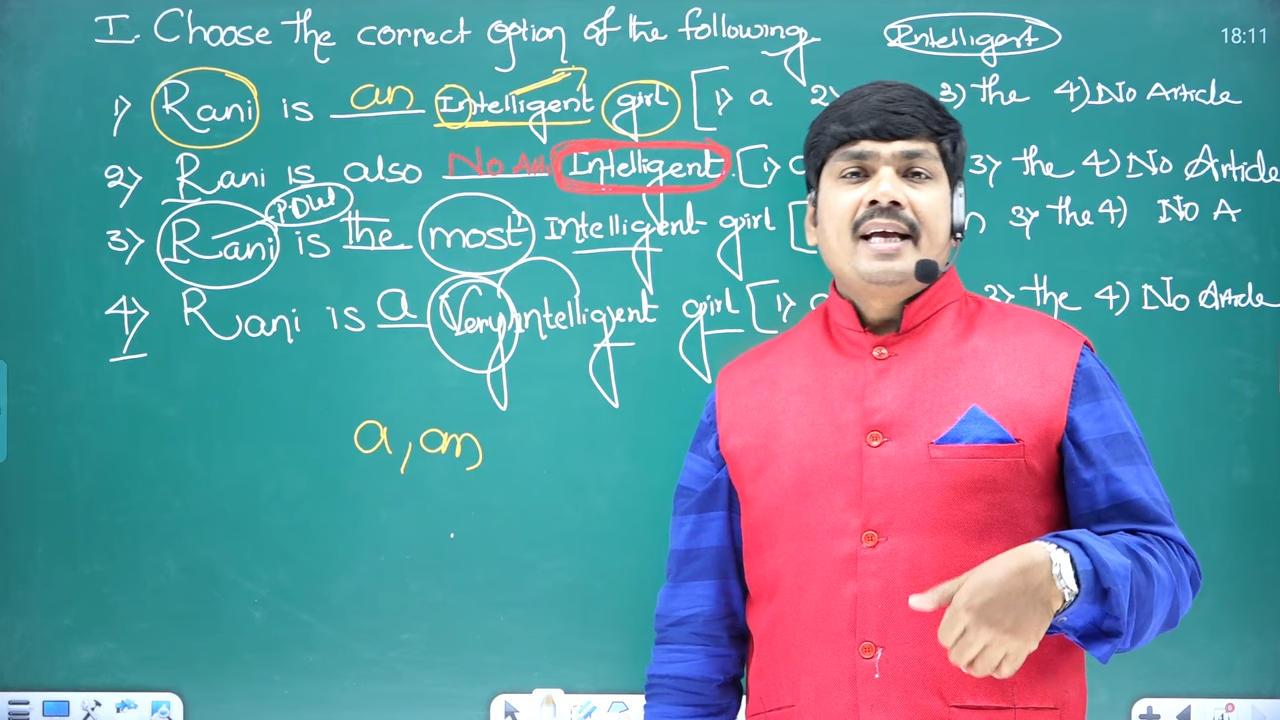 I. Choose the correct option of the following Intelligent 18:11
1) Rani is an Intelligent girl [1) a 2) 3) the 4) No Article
2) Rani is also No Art Intelligent. [1) 3) the 4) No Article
PDW
3) Rani is the most Intelligent girl [ 3) the 4) No A
4) Rani is a Very intelligent girl [1) the 4) No Article
a, an